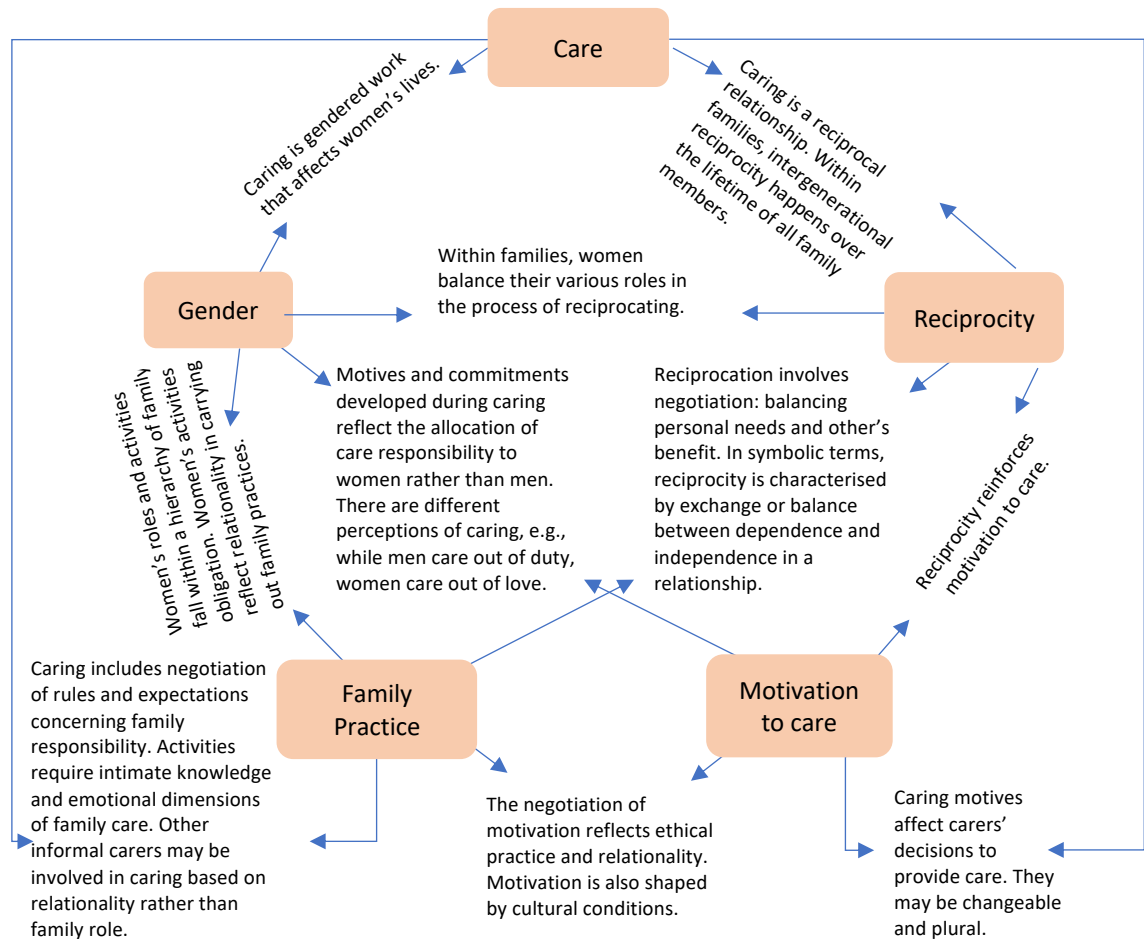 Care
Caring is gendered work
that affects women's lives.
Caring is a reciprocal
relationship. Within
families, intergenerational
reciprocity happens over
the lifetime of all family
members.
Within families, women
balance their various roles in
the process of reciprocating.
Gender
Reciprocity
Women's roles and activities
fall within a hierarchy of family
obligation. Women's activities
reflect relationality in carrying
out family practices.
Motives and commitments
developed during caring
reflect the allocation of
care responsibility to
women rather than men.
There are different
perceptions of caring, e.g.,
while men care out of duty,
women care out of love.
Reciprocation involves
negotiation: balancing
personal needs and other's
benefit. In symbolic terms,
reciprocity is characterised
by exchange or balance
between dependence and
independence in a
relationship.
Reciprocity reinforces
motivation to care.
Family
Practice
Motivation
to care
Caring includes negotiation
of rules and expectations
concerning family
responsibility. Activities
require intimate knowledge
and emotional dimensions
of family care. Other
informal carers may be
involved in caring based on
relationality rather than
family role.
The negotiation of
motivation reflects ethical
practice and relationality.
Motivation is also shaped
by cultural conditions.
Caring motives
affect carers'
decisions to
provide care. They
may be changeable
and plural.